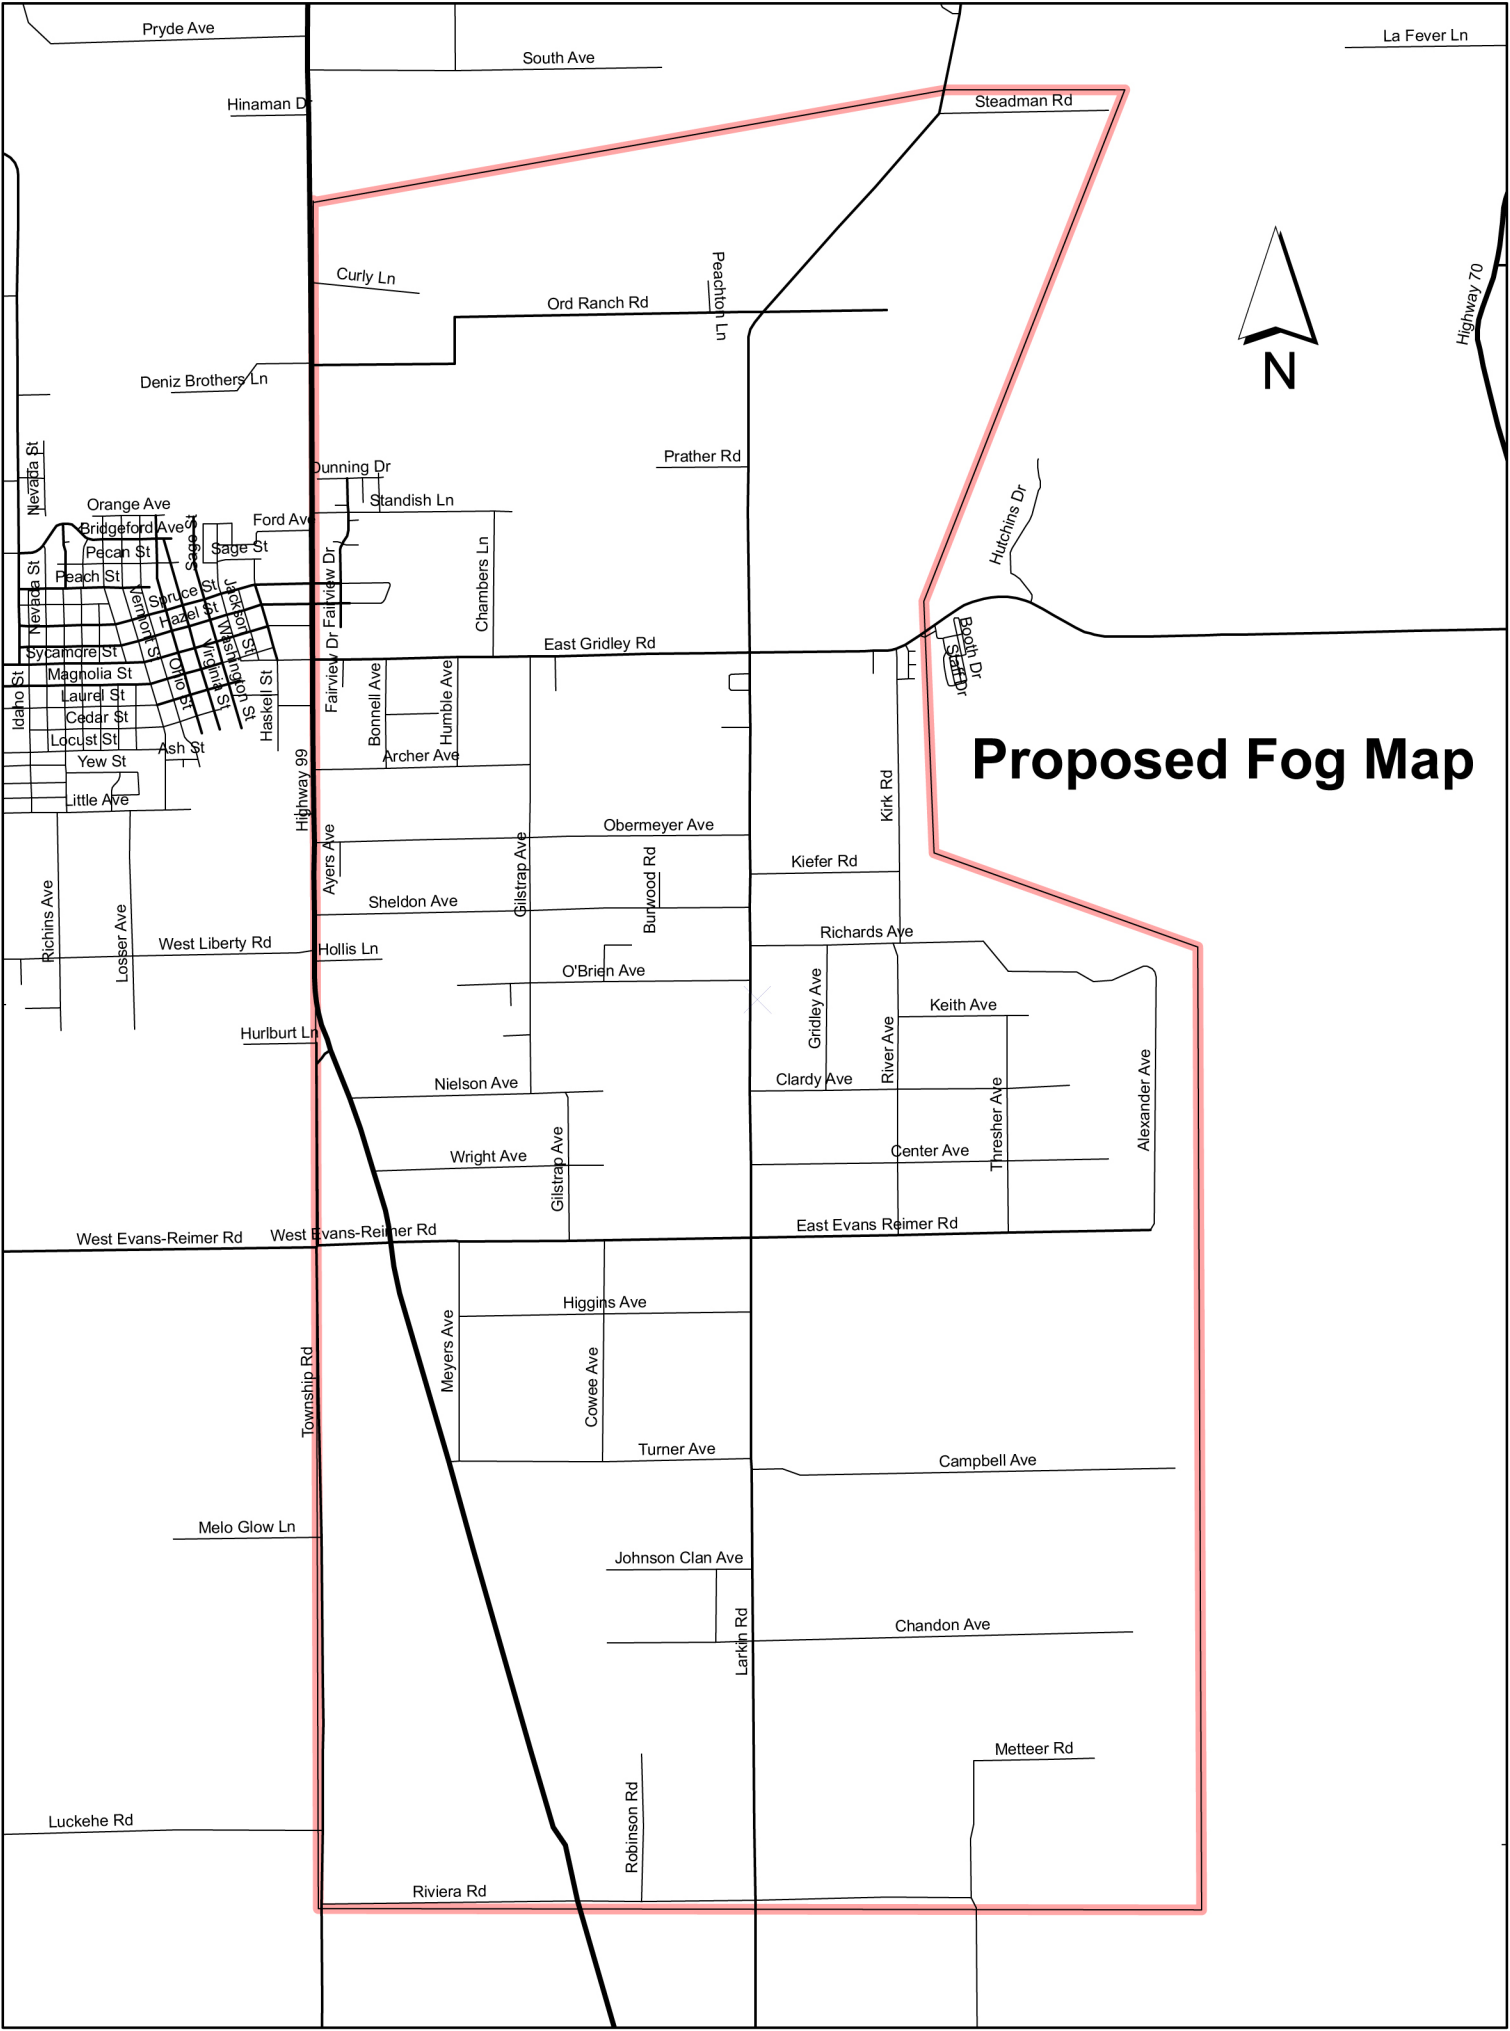 Pryde Ave
South Ave
La Fever Ln
Hinaman Dr
Steadman Rd
Curly Ln
Peachton Ln
Ord Ranch Rd
Highway 70
N
Deniz Brothers Ln
Nevada St
Dunning Dr
Prather Rd
Standish Ln
Orange Ave
Bridgeford Ave
Sage St
Ford Ave
Hutchins Dr
Pecan St
Sage St
Peach St
Nevada St
Spruce St
Hazel St
Vermont St
Jackson St
Fairview Dr
Chambers Ln
Sycamore St
Washington St
Virginia St
Ohio St
East Gridley Rd
Booth Dr
Staff Dr
Magnolia St
Laurel St
Idaho St
Cedar St
Haskell St
Fairview Dr
Bonnell Ave
Humble Ave
Locust St
Ash St
Yew St
Archer Ave
Proposed Fog Map
Little Ave
Highway 99
Kirk Rd
Obermeyer Ave
Ayers Ave
Gilstrap Ave
Burwood Rd
Kiefer Rd
Sheldon Ave
Richins Ave
Losser Ave
West Liberty Rd
Hollis Ln
Richards Ave
O'Brien Ave
Gridley Ave
Keith Ave
Hurlburt Ln
River Ave
Nielson Ave
Clardy Ave
Thresher Ave
Alexander Ave
Wright Ave
Gilstrap Ave
Center Ave
West Evans-Reimer Rd
West Evans-Reimer Rd
East Evans Reimer Rd
Higgins Ave
Meyers Ave
Township Rd
Cowee Ave
Turner Ave
Campbell Ave
Melo Glow Ln
Johnson Clan Ave
Larkin Rd
Chandon Ave
Metteer Rd
Robinson Rd
Luckehe Rd
Riviera Rd